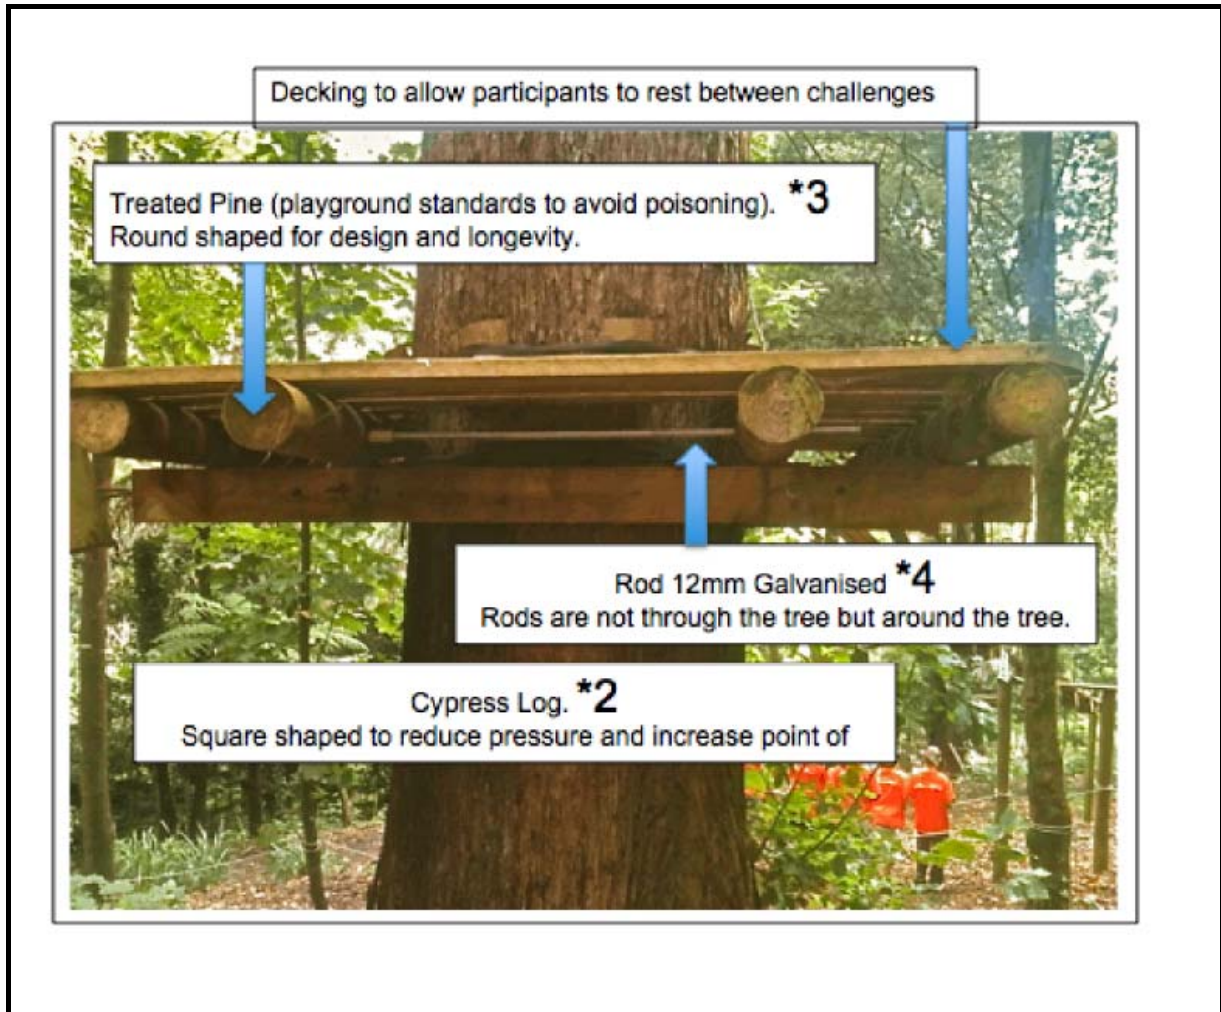 Decking to allow participants to rest between challenges
Treated Pine (playground standards to avoid poisoning). *3
Round shaped for design and longevity.
Rod 12mm Galvanised *4
Rods are not through the tree but around the tree.
Cypress Log. *2
Square shaped to reduce pressure and increase point of